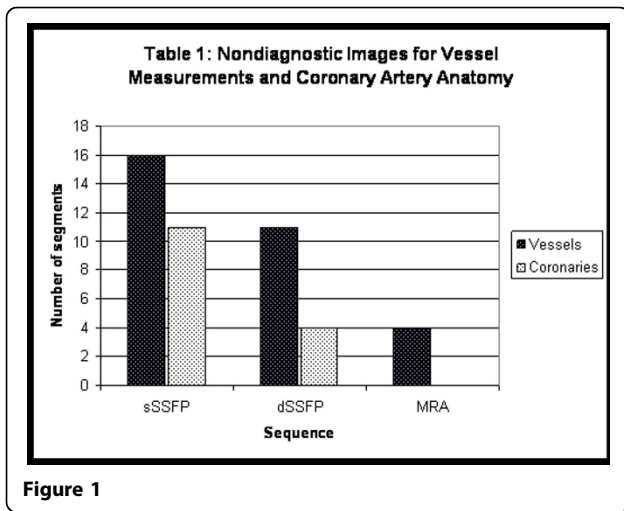 Table 1: Nondiagnostic Images for Vessel
Measurements and Coronary Artery Anatomy
18
16
14
12
10
8
6
4
2
0
Number of segments
sSSFP
dSSFP
MRA
Sequence
Vessels
Coronaries
Figure 1